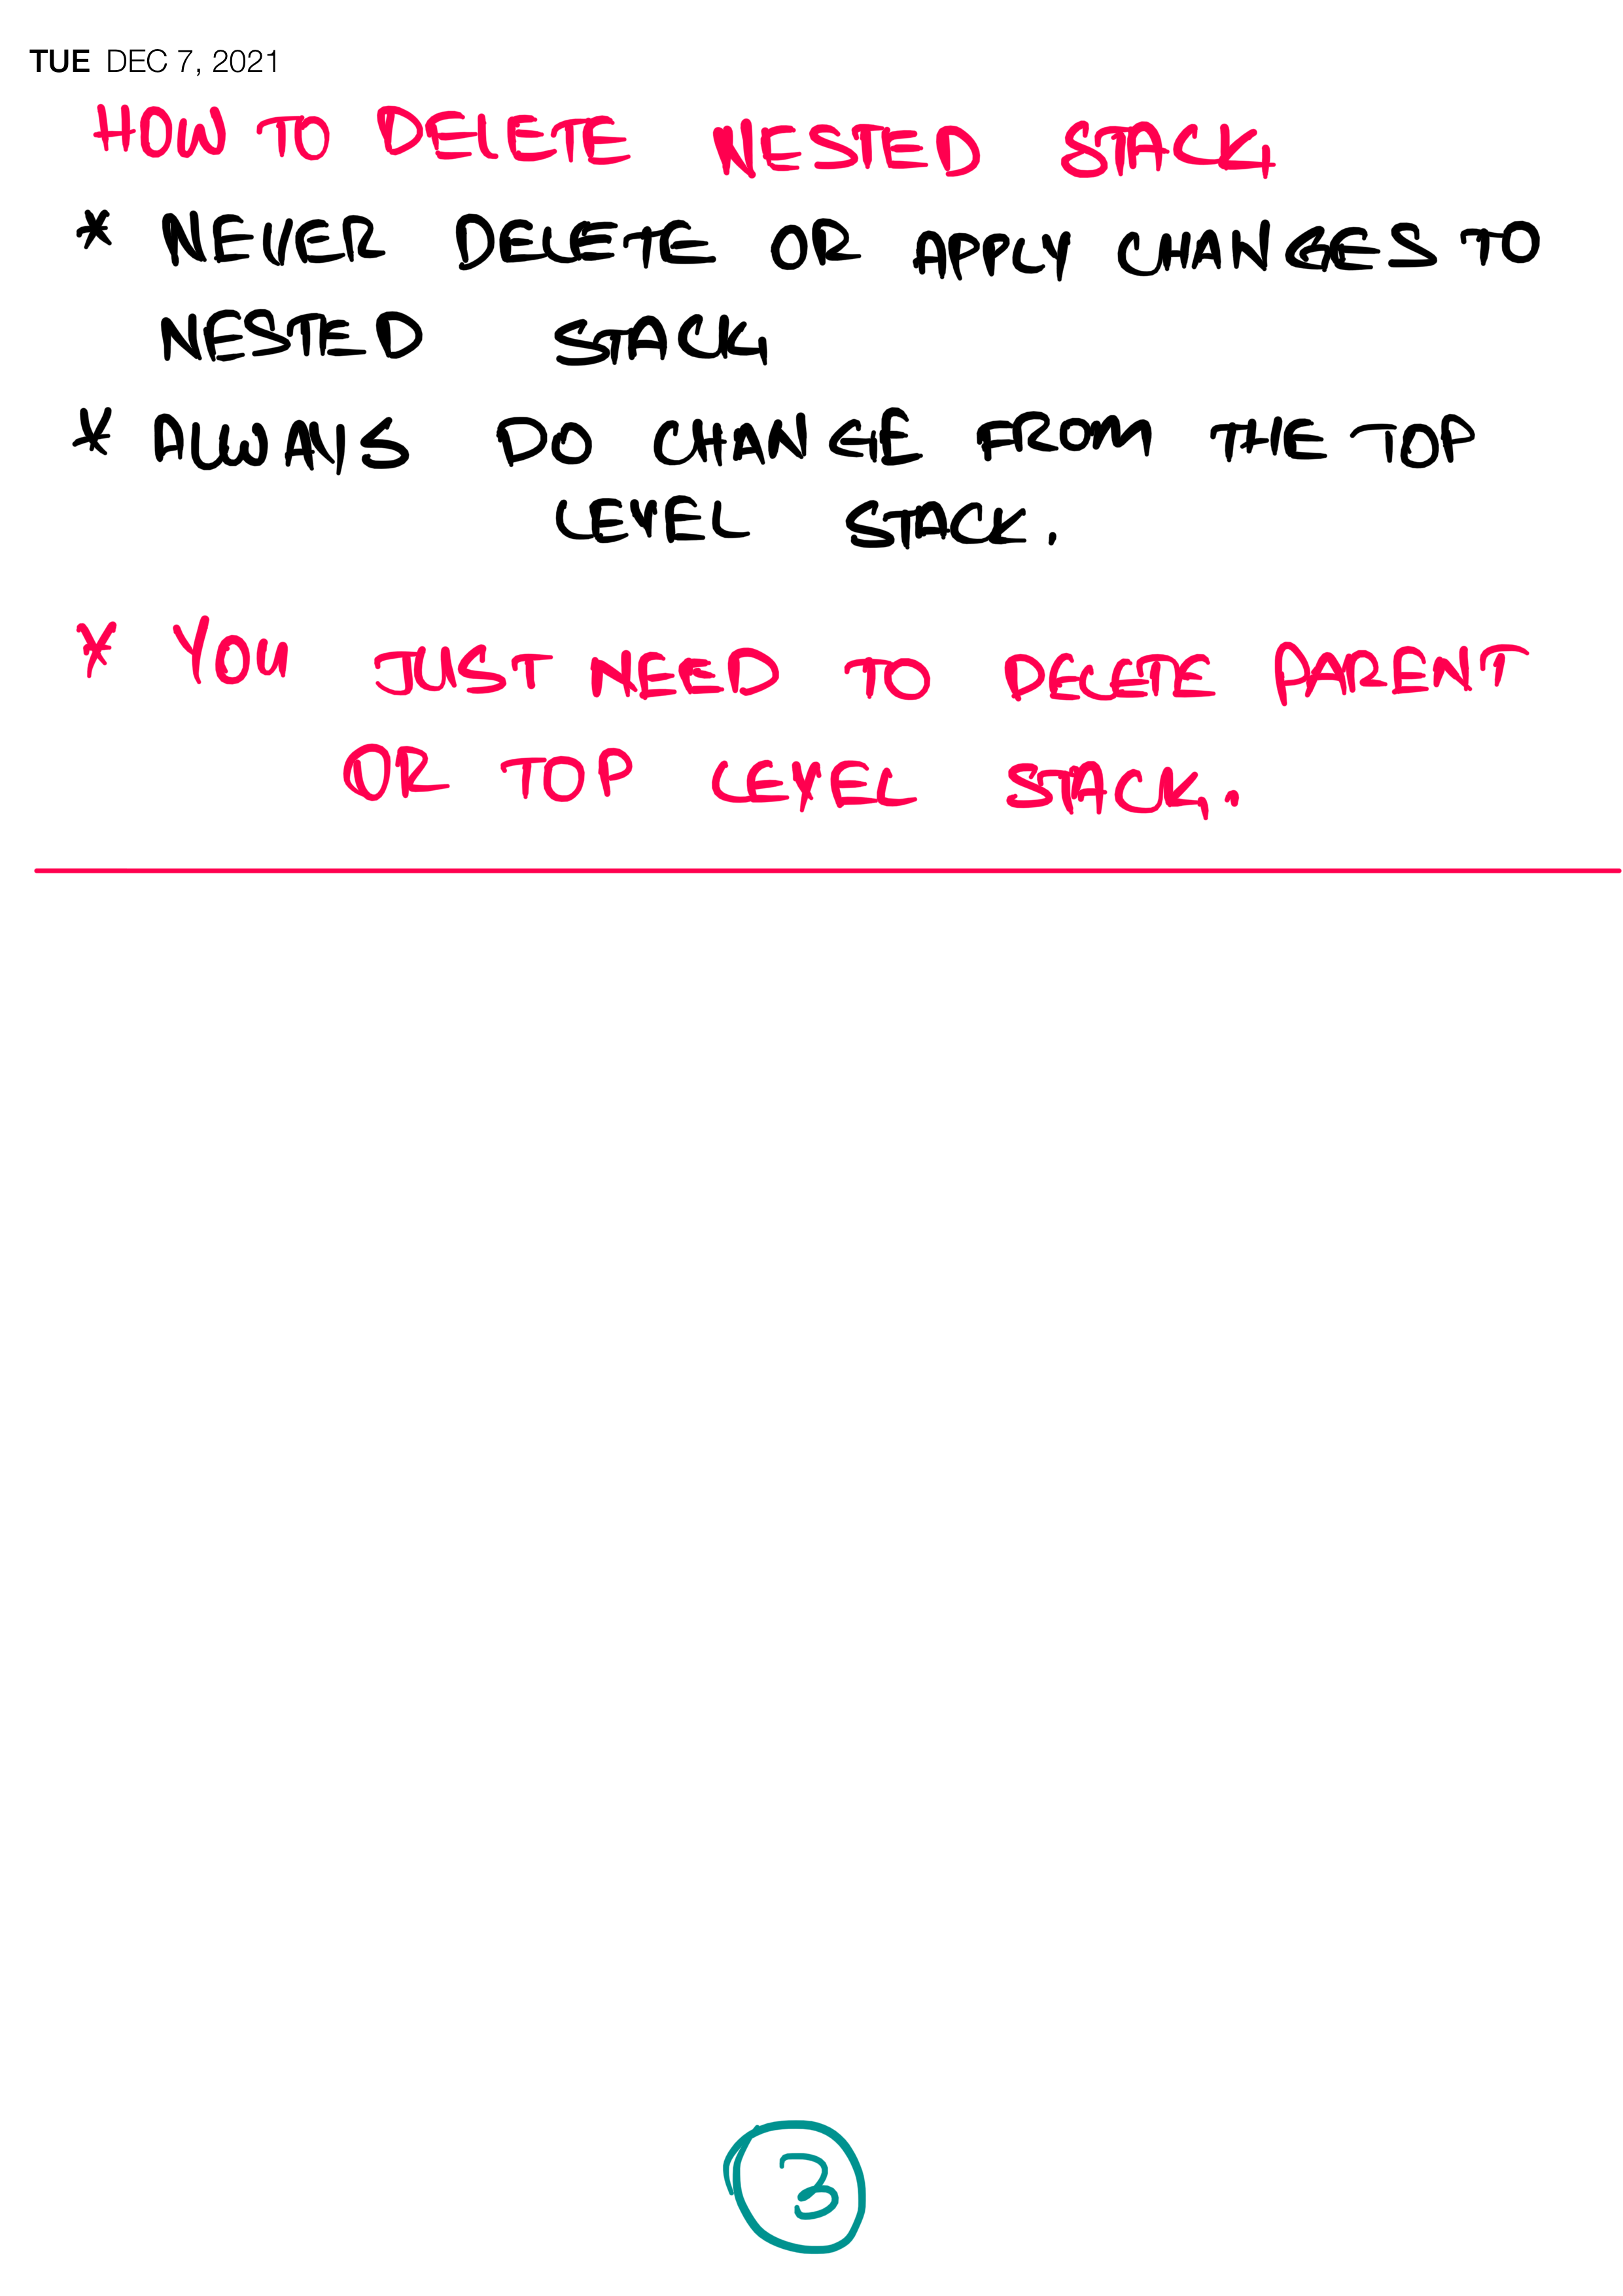 TUE DEC 7, 2021
HOW TO DELETE NESTED STACK
* NEVER DELETE OR APPLY CHANGES TO
NESTED STACK
* ALWAYS DO CHANGE FROM THE TOP
LEVEL STACK.
* YOU JUST NEED TO DELETE PARENT
OR TOP LEVEL STACK.
3